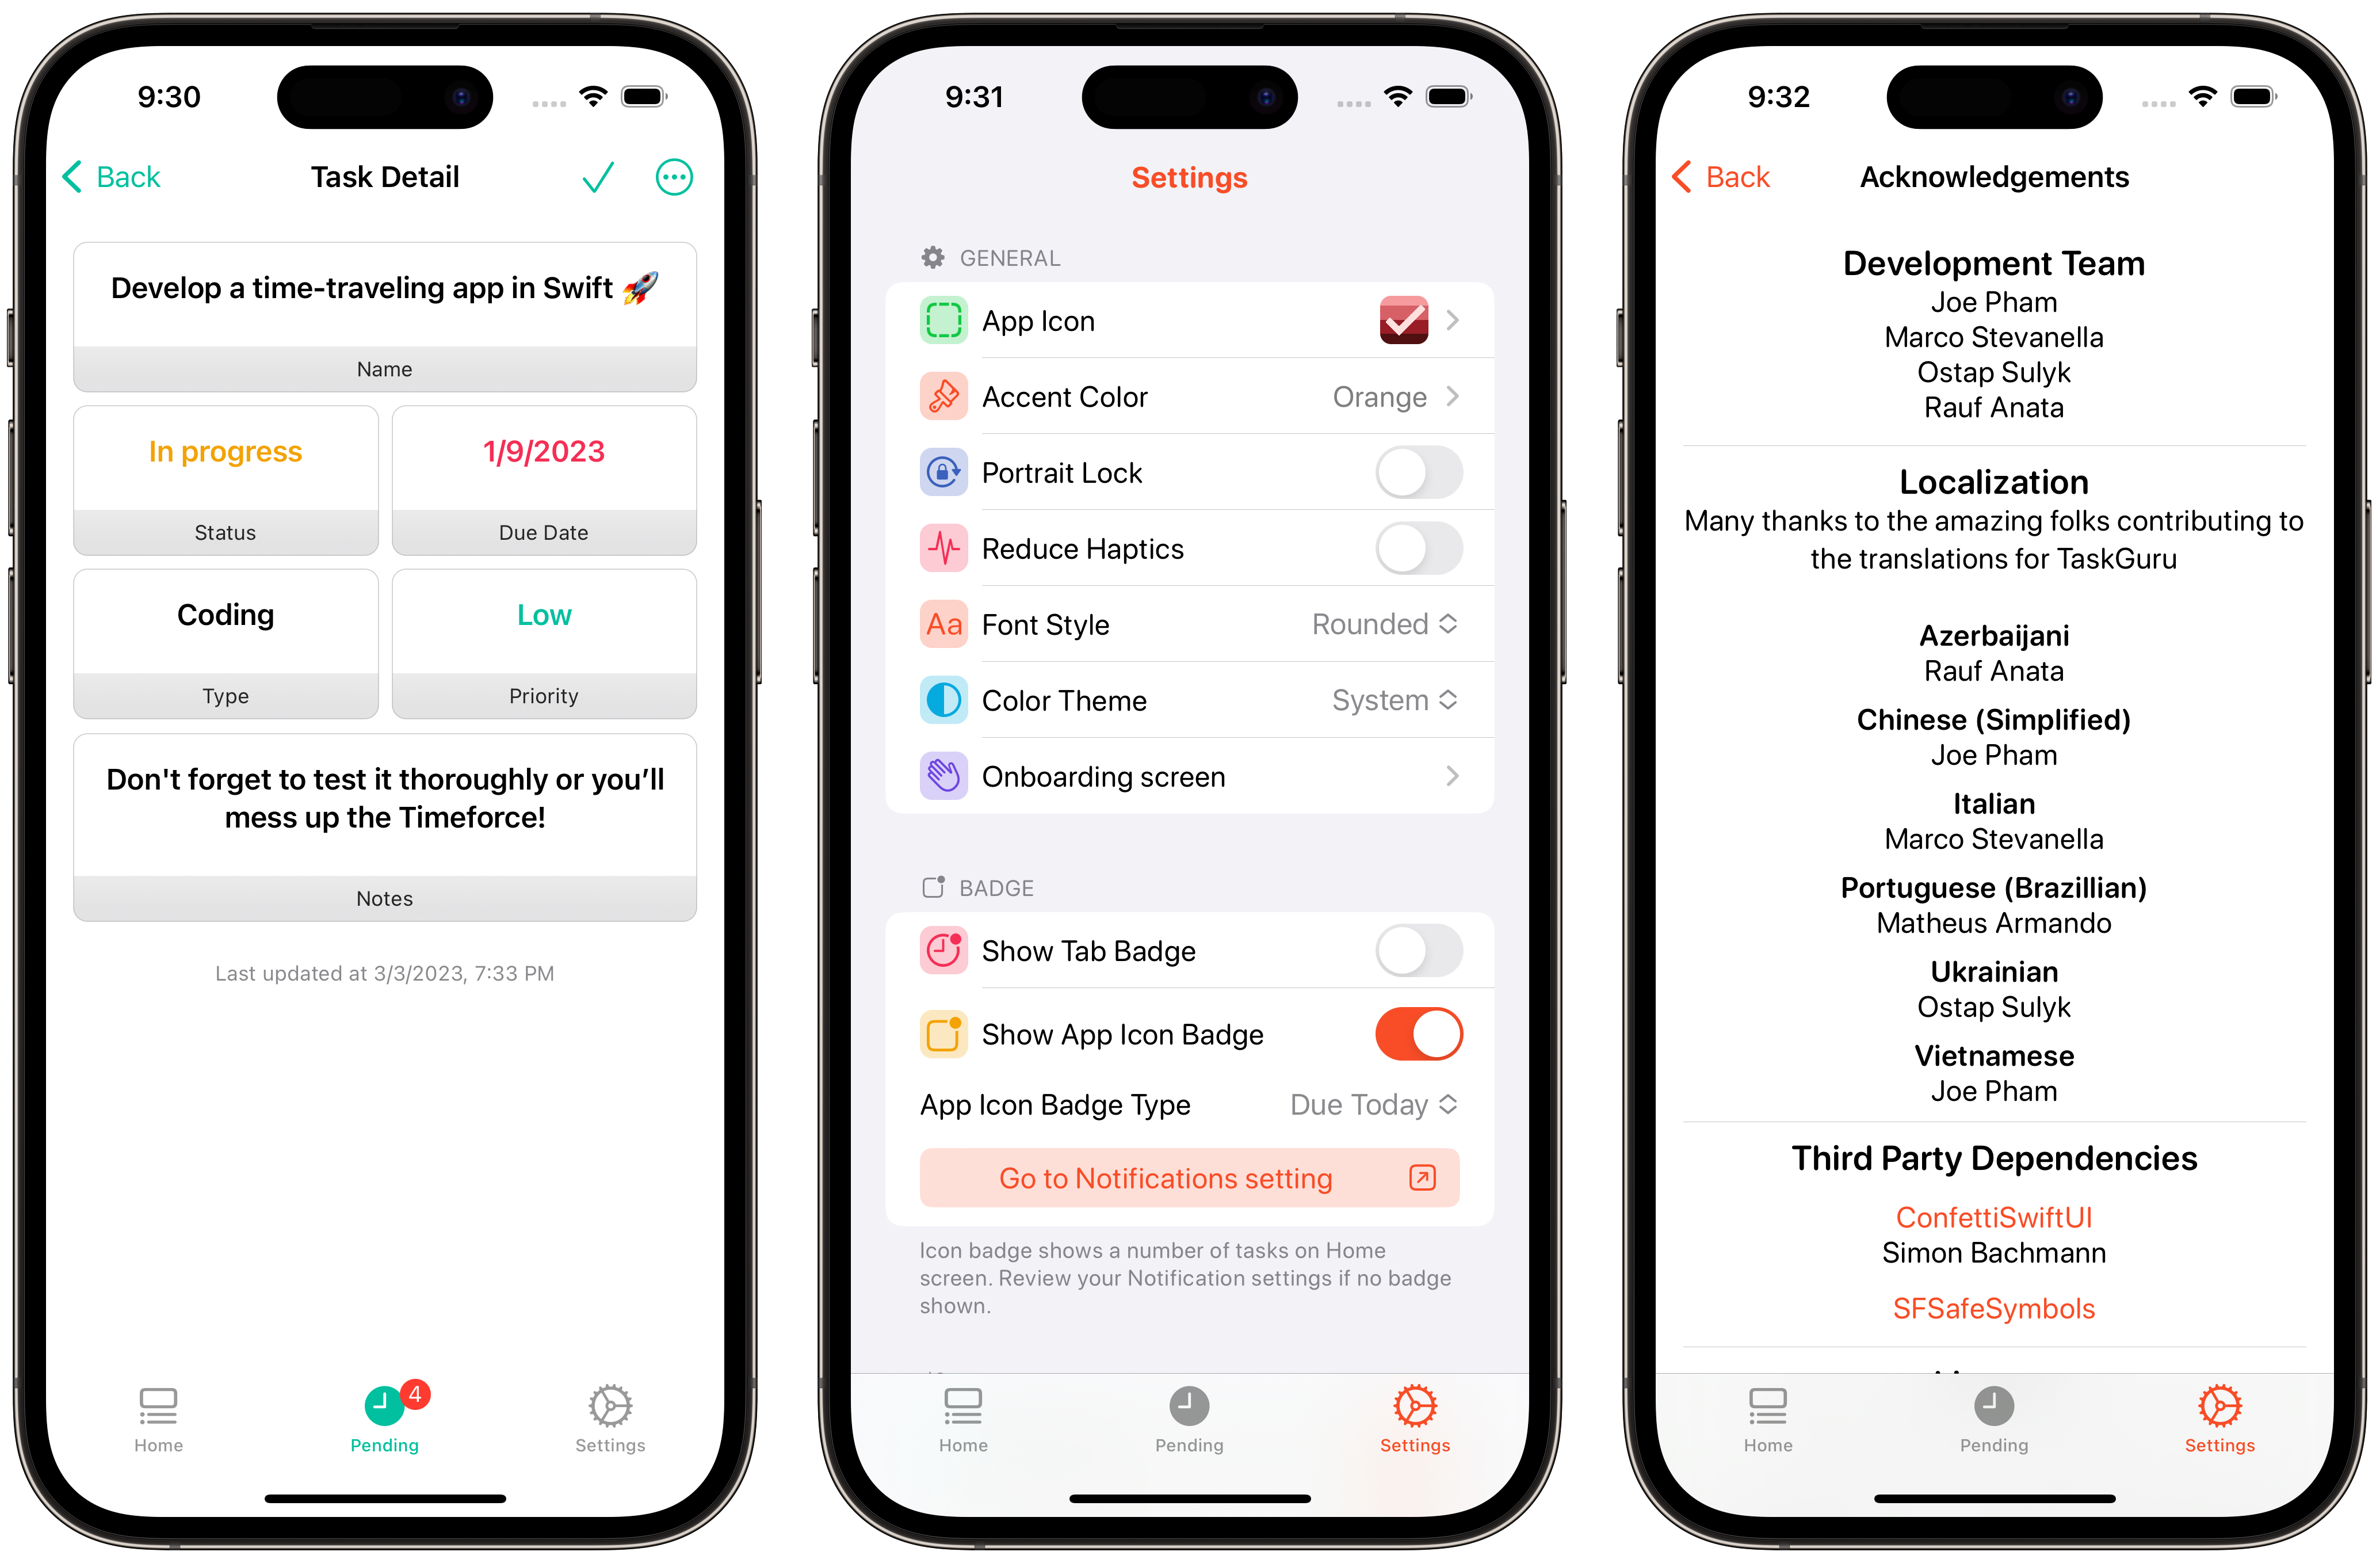 9:30
Back
Task Detail
Develop a time-traveling app in Swift 🚀
Name
In progress
Status
1/9/2023
Due Date
Coding
Type
Low
Priority
Don't forget to test it thoroughly or you’ll
mess up the Timeforce!
Notes
Last updated at 3/3/2023, 7:33 PM
4
Home
Pending
Settings
9:31
Settings
GENERAL
App Icon
Accent Color
Orange
Portrait Lock
Reduce Haptics
Aa
Font Style
Rounded
Color Theme
System
Onboarding screen
BADGE
Show Tab Badge
Show App Icon Badge
App Icon Badge Type
Due Today
Go to Notifications setting
Icon badge shows a number of tasks on Home
screen. Review your Notification settings if no badge
shown.
Home
Pending
Settings
9:32
Back
Acknowledgements
Development Team
Joe Pham
Marco Stevanella
Ostap Sulyk
Rauf Anata
Localization
Many thanks to the amazing folks contributing to
the translations for TaskGuru
Azerbaijani
Rauf Anata
Chinese (Simplified)
Joe Pham
Italian
Marco Stevanella
Portuguese (Brazillian)
Matheus Armando
Ukrainian
Ostap Sulyk
Vietnamese
Joe Pham
Third Party Dependencies
ConfettiSwiftUI
Simon Bachmann
SFSafeSymbols
Home
Pending
Settings